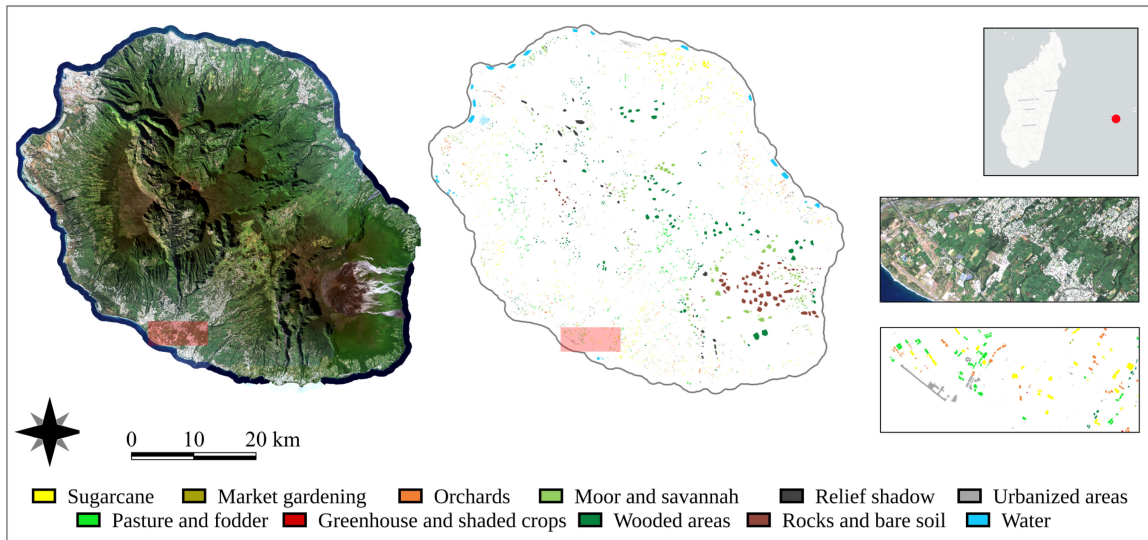 0 10 20 km
Sugarcane Market gardening Orchards Moor and savannah Relief shadow Urbanized areas
Pasture and fodder Greenhouse and shaded crops Wooded areas Rocks and bare soil Water